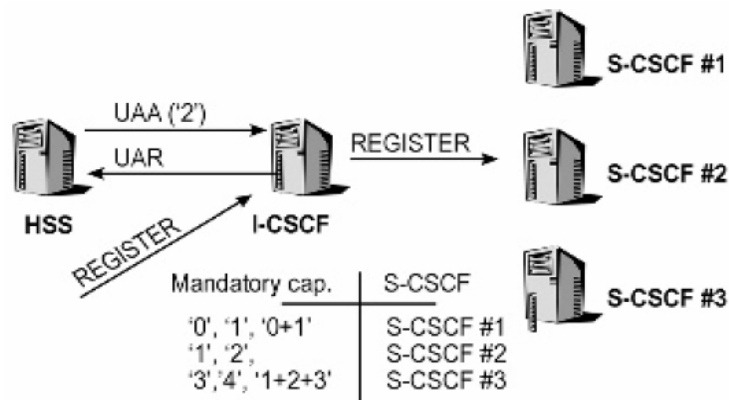 S-CSCF #1
UAA ('2')
REGISTER
UAR
S-CSCF #2
HSS
I-CSCF
REGISTER
Mandatory cap. S-CSCF
S-CSCF #3
'0', '1', '0+1' S-CSCF #1
'1', '2', S-CSCF #2
'3','4', '1+2+3' S-CSCF #3